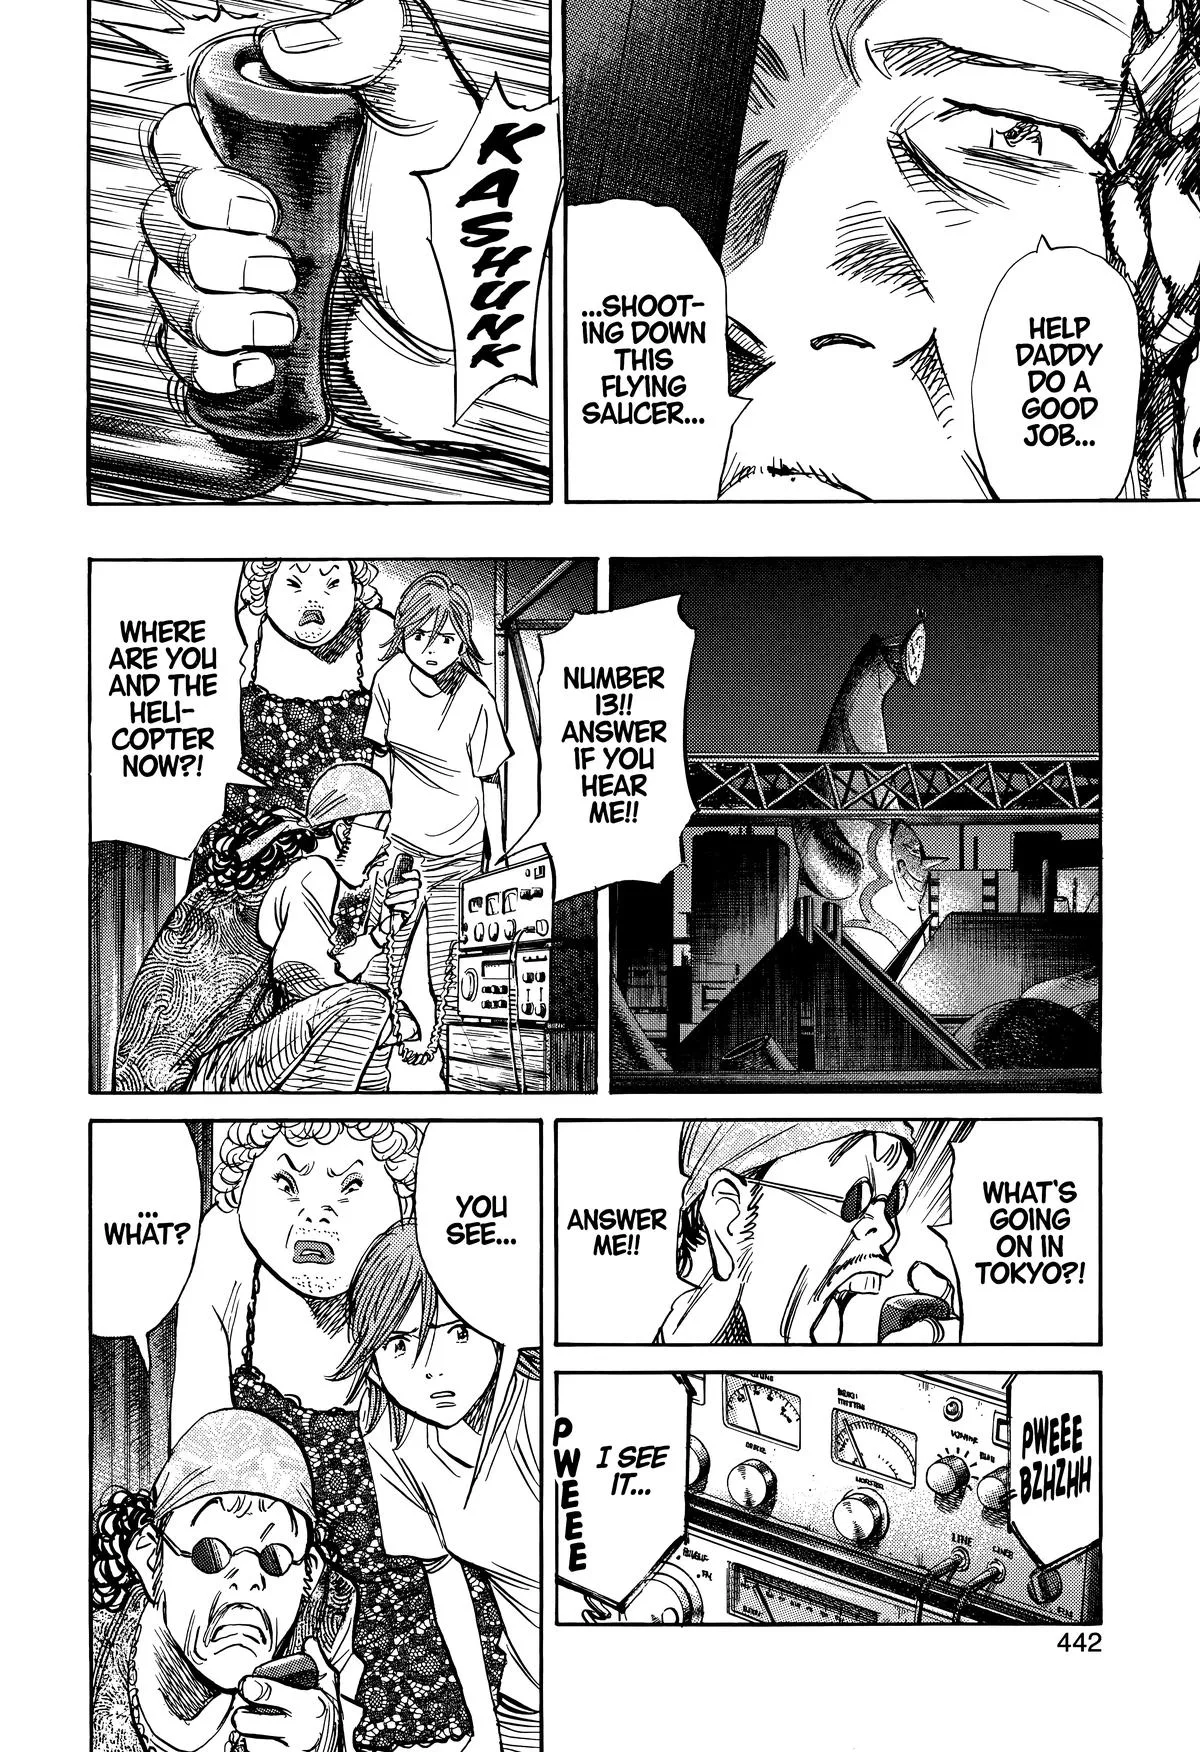 HELP
DADDY
DO A
GOOD
JOB...
...SHOOT-
ING DOWN
THIS
FLYING
SAUCER...
KASHUNK
NUMBER
13!!
ANSWER
IF YOU
HEAR
ME!!
WHERE
ARE YOU
AND THE
HELI-
COPTER
NOW?!
WHAT'S
GOING
ON IN
TOKYO?!
ANSWER
ME!!
PWEEE
BZHZHH
I SEE
IT...
PWEEE
LINE
YOU
SEE...
...
WHAT?
442